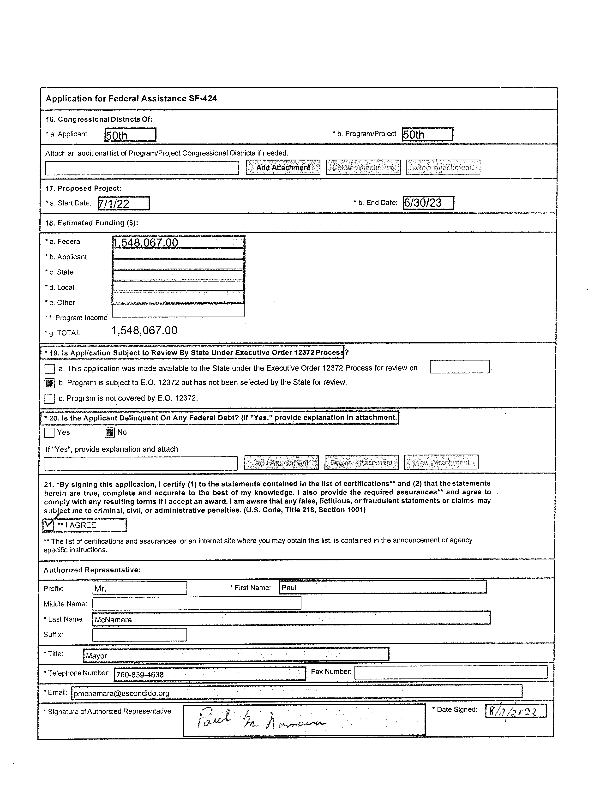 Application for Federal Assistance SF-424
16. Congressional Districts Of:
* a. Applicant 50th * b. Program/Project 50th
Attach an additional list of Program/Project Congressional Districts if needed.
Add Attachment Delete Attachment View Attachment
17. Proposed Project:
* a. Start Date: 7/1/22 * b. End Date: 6/30/23
18. Estimated Funding ($):
* a. Federal 1,548,067.00
* b. Applicant
* c. State
* d. Local
* e. Other
* f. Program Income
* g. TOTAL 1,548,067.00
* 19. Is Application Subject to Review By State Under Executive Order 12372 Process?
a. This application was made available to the State under the Executive Order 12372 Process for review on
b. Program is subject to E.O. 12372 but has not been selected by the State for review.
c. Program is not covered by E.O. 12372.
* 20. Is the Applicant Delinquent On Any Federal Debt? (If "Yes," provide explanation in attachment.)
Yes No
If "Yes", provide explanation and attach
Add Attachment Delete Attachment View Attachment
21. *By signing this application, I certify (1) to the statements contained in the list of certifications** and (2) that the statements
herein are true, complete and accurate to the best of my knowledge. I also provide the required assurances** and agree to
comply with any resulting terms if I accept an award. I am aware that any false, fictitious, or fraudulent statements or claims may
subject me to criminal, civil, or administrative penalties. (U.S. Code, Title 218, Section 1001)
** I AGREE
** The list of certifications and assurances, or an internet site where you may obtain this list, is contained in the announcement or agency
specific instructions.
Authorized Representative:
Prefix: Mr. * First Name: Paul
Middle Name:
* Last Name: McNamara
Suffix:
* Title: Mayor
* Telephone Number: 760-839-4638 Fax Number:
* Email: pmcnamara@escondido.org
* Signature of Authorized Representative: Paul Mc Namara * Date Signed: